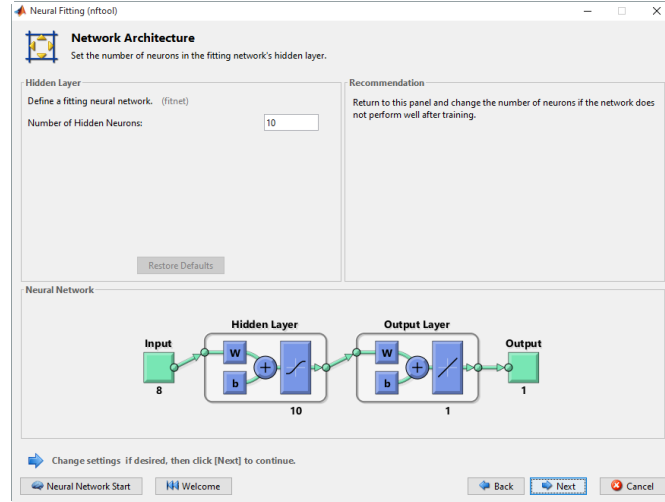 Neural Fitting (nftool)
Network Architecture
Set the number of neurons in the fitting network's hidden layer.
Hidden Layer
Define a fitting neural network. (fitnet)
Number of Hidden Neurons: 10
Restore Defaults
Recommendation
Return to this panel and change the number of neurons if the network does
not perform well after training.
Neural Network
Hidden Layer
Output Layer
Input
Output
W
b
W
b
8
10
1
1
Change settings if desired, then click [Next] to continue.
Neural Network Start
Welcome
Back
Next
Cancel